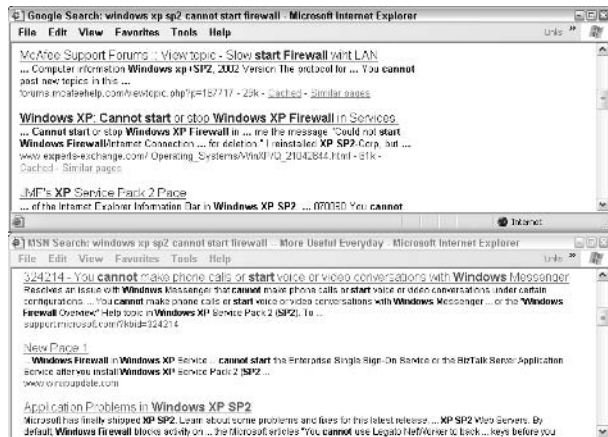 Google Search: windows xp sp2 cannot start firewall - Microsoft Internet Explorer
File Edit View Favorites Tools Help Links »
McAfee Support Forums :: View topic - Slow start Firewall wint LAN
... Computer information Windows xp+SP2, 2002 Version The protocol for ... You cannot
post new topics in this ...
forums.mcafeehelp.com/viewtopic.php?p=187717 - 29k - Cached - Similar pages
Windows XP: Cannot start or stop Windows XP Firewall in Services.
... Cannot start or stop Windows XP Firewall in ... me the message "Could not start
Windows Firewall/Internet Connection ... for deletion." I reinstalled XP SP2-Corp, but ...
www.experts-exchange.com/ Operating_Systems/WinXP/Q_21042844.html - 81k -
Cached - Similar pages
JMF's XP Service Pack 2 Page
... of the Internet Explorer Information Bar in Windows XP SP2. ... You cannot
Internet
MSN Search: windows xp sp2 cannot start firewall -- More Useful Everyday - Microsoft Internet Explorer
File Edit View Favorites Tools Help Links »
324214 - You cannot make phone calls or start voice or video conversations with Windows Messenger
Resolves an issue with Windows Messenger that cannot make phone calls or start voice or video conversations under certain
configurations. ... You cannot make phone calls or start voice or video conversations with Windows Messenger ... or the "Windows
Firewall Overview" Help topic in Windows XP Service Pack 2 (SP2). To ...
support.microsoft.com/?kbid=324214
New Page 1
... Windows Firewall in Windows XP Service ... cannot start the Enterprise Single Sign-On Service or the BizTalk Server Application
Service after you install Windows XP Service Pack 2 (SP2 ...
www.winxpupdate.com
Application Problems in Windows XP SP2
Microsoft has finally shipped XP SP2. Learn about some problems and fixes for this latest release. ... XP SP2 Web Servers. By
default, Windows Firewall blocks activity on ... the Microsoft articles "You cannot use Legato NetWorker to back ... keys before you